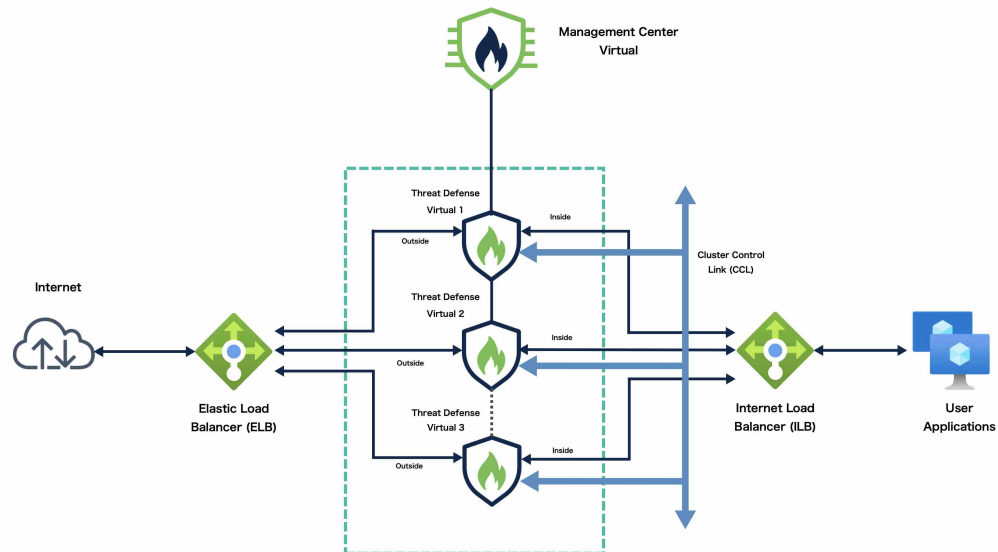 Management Center
Virtual
Threat Defense
Virtual 1
Inside
Outside
Cluster Control
Link (CCL)
Internet
Threat Defense
Virtual 2
Inside
Outside
Elastic Load
Balancer (ELB)
Internet Load
Balancer (ILB)
User
Applications
Threat Defense
Virtual 3
Inside
Outside